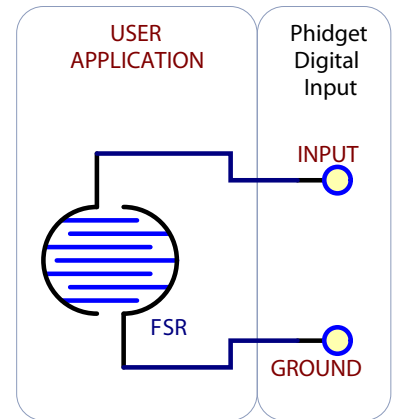 USER
APPLICATION
Phidget
Digital
Input
INPUT
FSR
GROUND